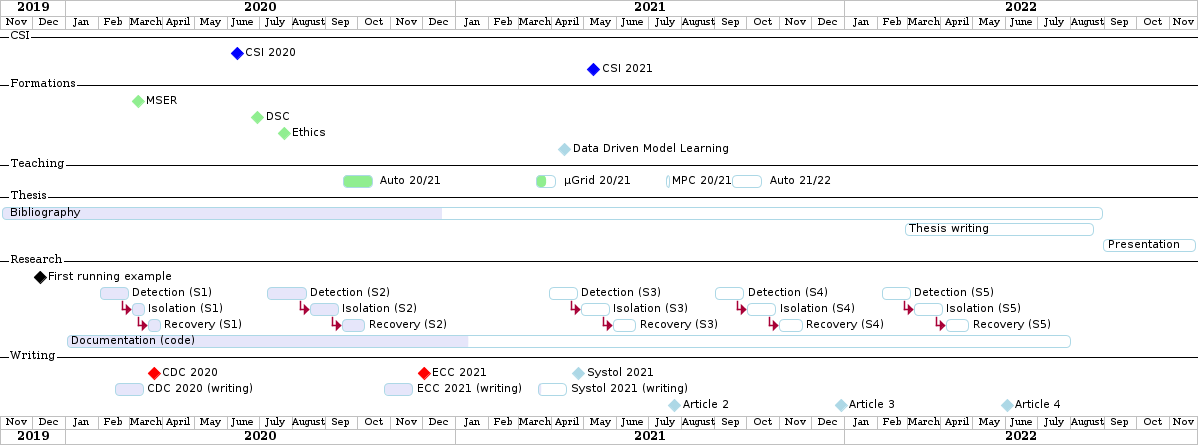 2019 2020 2021 2022
Nov Dec Jan Feb March April May June July August Sep Oct Nov Dec Jan Feb March April May June July August Sep Oct Nov Dec Jan Feb March April May June July August Sep Oct Nov
CSI
CSI 2020
CSI 2021
Formations
MSER
DSC
Ethics
Data Driven Model Learning
Teaching
Auto 20/21 µGrid 20/21 MPC 20/21 Auto 21/22
Thesis
Bibliography
Thesis writing
Presentation
Research
First running example
Detection (S1) Detection (S2) Detection (S3) Detection (S4) Detection (S5)
Isolation (S1) Isolation (S2) Isolation (S3) Isolation (S4) Isolation (S5)
Recovery (S1) Recovery (S2) Recovery (S3) Recovery (S4) Recovery (S5)
Documentation (code)
Writing
CDC 2020 ECC 2021 Systol 2021
CDC 2020 (writing) ECC 2021 (writing) Systol 2021 (writing)
Article 2 Article 3 Article 4
Nov Dec Jan Feb March April May June July August Sep Oct Nov Dec Jan Feb March April May June July August Sep Oct Nov Dec Jan Feb March April May June July August Sep Oct Nov
2019 2020 2021 2022